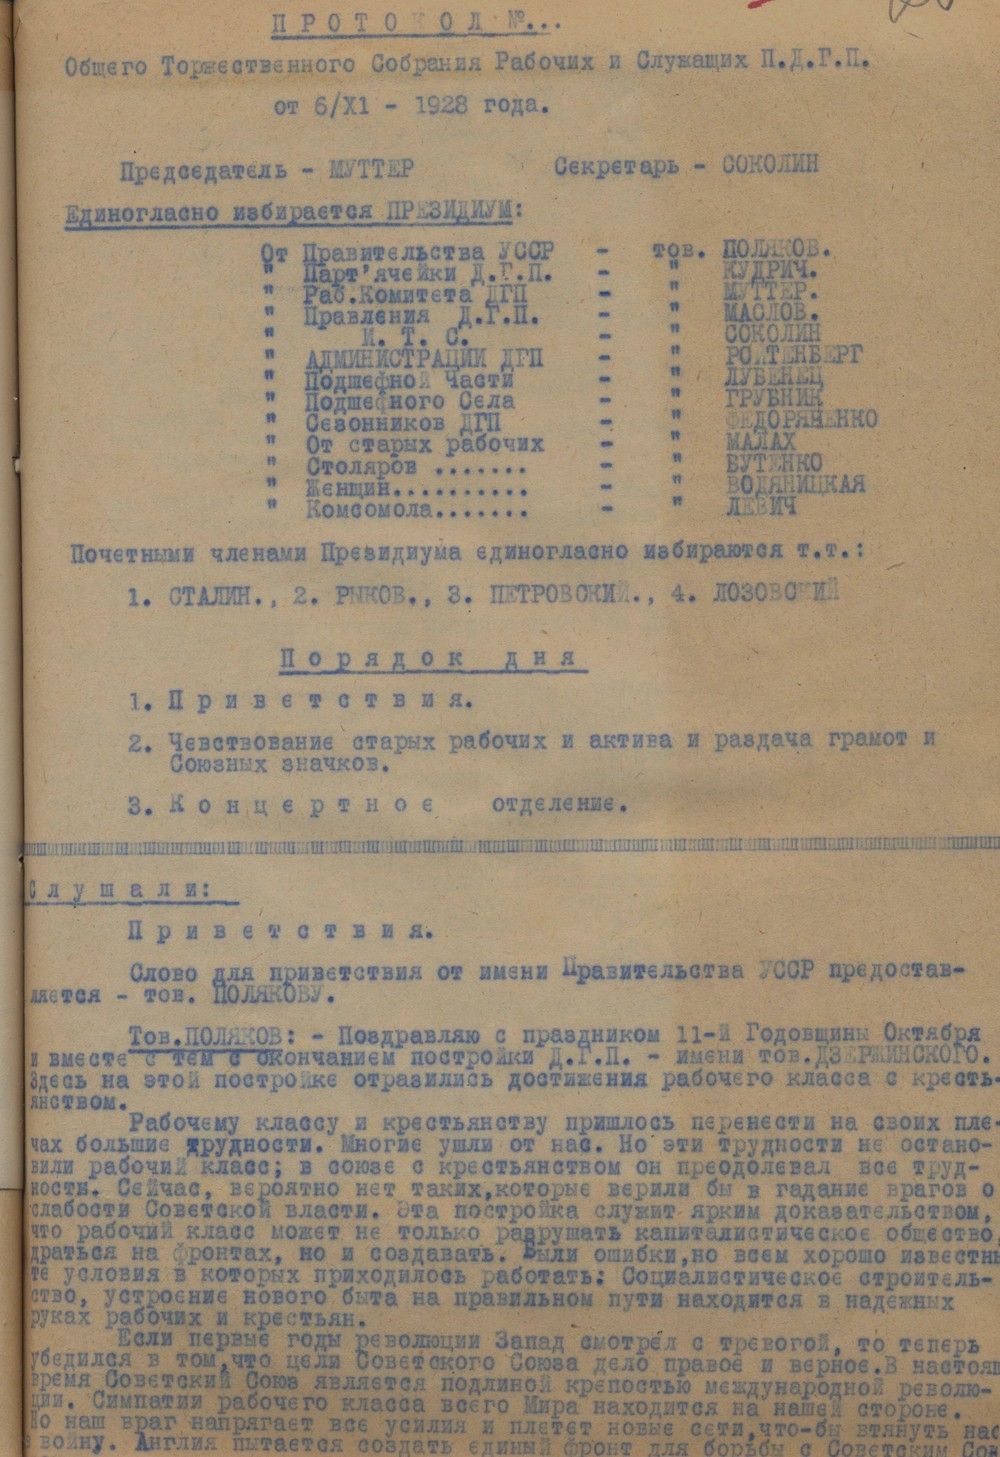 ПРОТОКОЛ №...
Общего Торжественного Собрания Рабочих и Служащих П.Д.Г.П.
от 6/X1 - 1928 года.
Председатель - МУТТЕР Секретарь - СОКОЛИН
Единогласно избирается ПРЕЗИДИУМ:
От Правительства УССР - тов. ПОЛЯКОВ.
" Парт'ячейки Д.Г.П. - " КУДРИЧ.
" Раб.Комитета ДГП - " МУТТЕР.
" Правления Д.Г.П. - " МАСЛОВ.
" И. Т. С. - " СОКОЛИН
" АДМИНИСТРАЦИИ ДГП - " РОЙТЕНБЕРГ
" Подшефной Части - " ЛУБЕНЕЦ
" Подшефного Села - " ГРУБНИК
" Сезонников ДГП - " ФЕДОРЯЧЕНКО
" От старых рабочих - " МАЛАХ
" Столяров ....... - " БУТЕНКО
" Женщин.......... - " ВОДЯНИЦКАЯ
" Комсомола....... - " ЛЕВИЧ
Почетными членами Президиума единогласно избираются т.т.:
1. СТАЛИН., 2. РЫКОВ., 3. ПЕТРОВСКИЙ., 4. ЛОЗОВСКИЙ
Порядок дня
1. Приветствия.
2. Чевствование старых рабочих и актива и раздача грамот и
Союзных значков.
3. Концертное отделение.
Слушали:
Приветствия.
Слово для приветствия от имени Правительства УССР предостав-
ляется - тов. ПОЛЯКОВУ.
Тов.ПОЛЯКОВ: - Поздравляю с праздником 11-й Годовщины Октября
и вместе с тем с окончанием постройки Д.Г.П. - имени тов.ДЗЕРЖИНСКОГО.
Здесь на этой постройке отразились достижения рабочего класса с кресть-
янством.
Рабочему классу и крестьянству пришлось перенести на своих пле-
чах большие трудности. Многие ушли от нас. Но эти трудности не остано-
вили рабочий класс; в союзе с крестьянством он преодолевал все труд-
ности. Сейчас, вероятно нет таких,которые верили бы в гадание врагов о
слабости Советской власти. Эта постройка служит ярким доказательством,
что рабочий класс может не только разрушать капиталистическое общество,
драться на фронтах, но и создавать. Были ошибки,но всем хорошо известны
те условия в которых приходилось работать: Социалистическое строитель-
ство, устроение нового быта на правильном пути находится в надежных
руках рабочих и крестьян.
Если первые годы революции Запад смотрел с тревогой, то теперь
убедился в том,что цели Советского Союза дело правое и верное.В настоящ
время Советский Союз является подлиной крепостью международной револю-
ции. Симпатии рабочего класса всего Мира находится на нашей стороне.
Но наш враг напрягает все усилия и плетет новые сети,что-бы втянуть нас
в войну. Англия пытается создать единый фронт для борьбы с Советским Сою